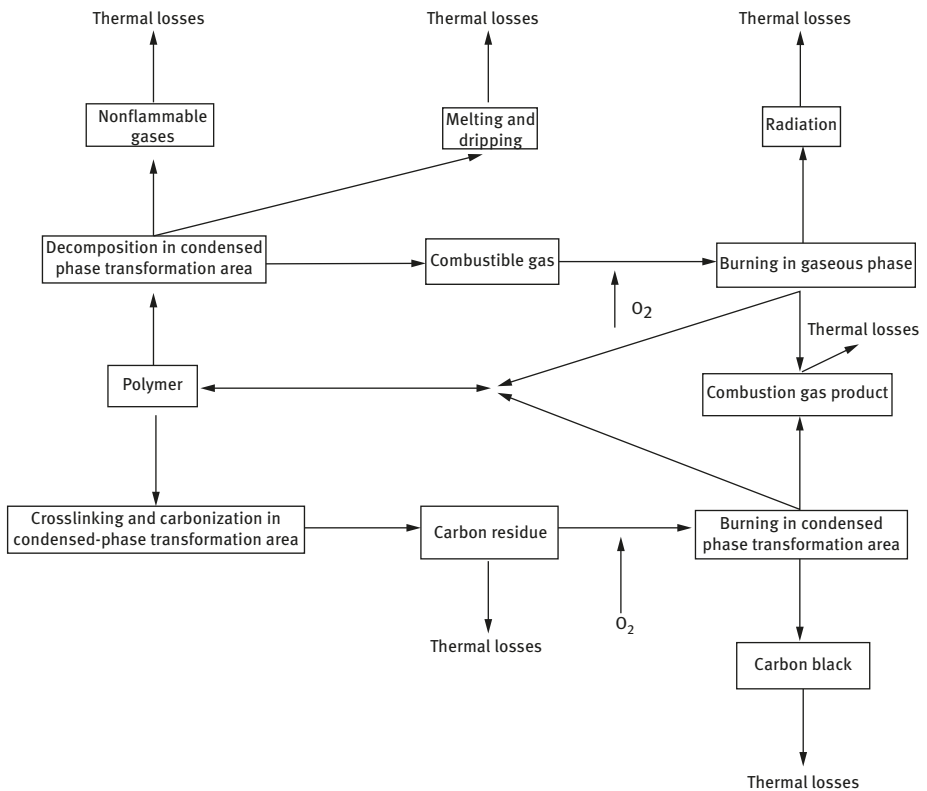 Thermal losses
Thermal losses
Thermal losses
Nonflammable
gases
Melting and
dripping
Radiation
Decomposition in condensed
phase transformation area
Combustible gas
Burning in gaseous phase
O2
Thermal losses
Polymer
Combustion gas product
Crosslinking and carbonization in
condensed-phase transformation area
Carbon residue
Burning in condensed
phase transformation area
O2
Thermal losses
Carbon black
Thermal losses